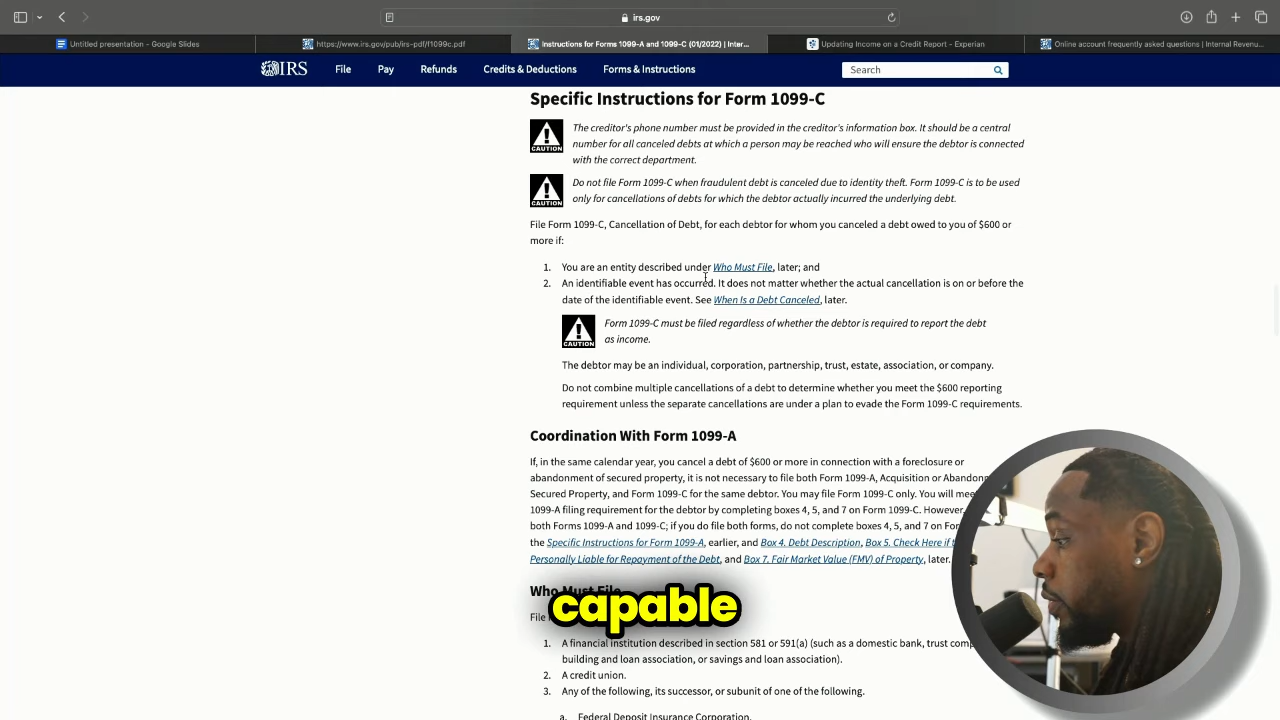 irs.gov
Untitled presentation - Google Slides
https://www.irs.gov/pub/irs-pdf/f1099c.pdf
Instructions for Forms 1099-A and 1099-C (01/2022) | Inter...
Updating Income on a Credit Report - Experian
Online account frequently asked questions | Internal Revenu...
IRS
File
Pay
Refunds
Credits & Deductions
Forms & Instructions
Search
Specific Instructions for Form 1099-C
CAUTION
The creditor's phone number must be provided in the creditor's information box. It should be a central
number for all canceled debts at which a person may be reached who will ensure the debtor is connected
with the correct department.
CAUTION
Do not file Form 1099-C when fraudulent debt is canceled due to identity theft. Form 1099-C is to be used
only for cancellations of debts for which the debtor actually incurred the underlying debt.
File Form 1099-C, Cancellation of Debt, for each debtor for whom you canceled a debt owed to you of $600 or
more if:
1. You are an entity described under Who Must File, later; and
2. An identifiable event has occurred. It does not matter whether the actual cancellation is on or before the
date of the identifiable event. See When Is a Debt Canceled, later.
CAUTION
Form 1099-C must be filed regardless of whether the debtor is required to report the debt
as income.
The debtor may be an individual, corporation, partnership, trust, estate, association, or company.
Do not combine multiple cancellations of a debt to determine whether you meet the $600 reporting
requirement unless the separate cancellations are under a plan to evade the Form 1099-C requirements.
Coordination With Form 1099-A
If, in the same calendar year, you cancel a debt of $600 or more in connection with a foreclosure or
abandonment of secured property, it is not necessary to file both Form 1099-A, Acquisition or Abandon
Secured Property, and Form 1099-C for the same debtor. You may file Form 1099-C only. You will mee
1099-A filing requirement for the debtor by completing boxes 4, 5, and 7 on Form 1099-C. However,
both Forms 1099-A and 1099-C; if you do file both forms, do not complete boxes 4, 5, and 7 on For
the Specific Instructions for Form 1099-A, earlier, and Box 4. Debt Description, Box 5. Check Here if t
Personally Liable for Repayment of the Debt, and Box 7. Fair Market Value (FMV) of Property, later.
Who Must File
File
capable
1. A financial institution described in section 581 or 591(a) (such as a domestic bank, trust comp
building and loan association, or savings and loan association).
2. A credit union.
3. Any of the following, its successor, or subunit of one of the following.
a. Federal Deposit Insurance Corporation.